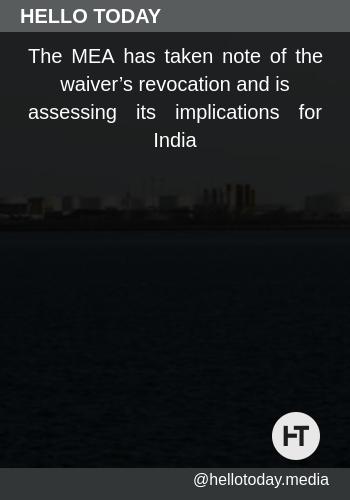 HELLO TODAY
The MEA has taken note of the
waiver’s revocation and is
assessing its implications for
India
HT
@hellotoday.media